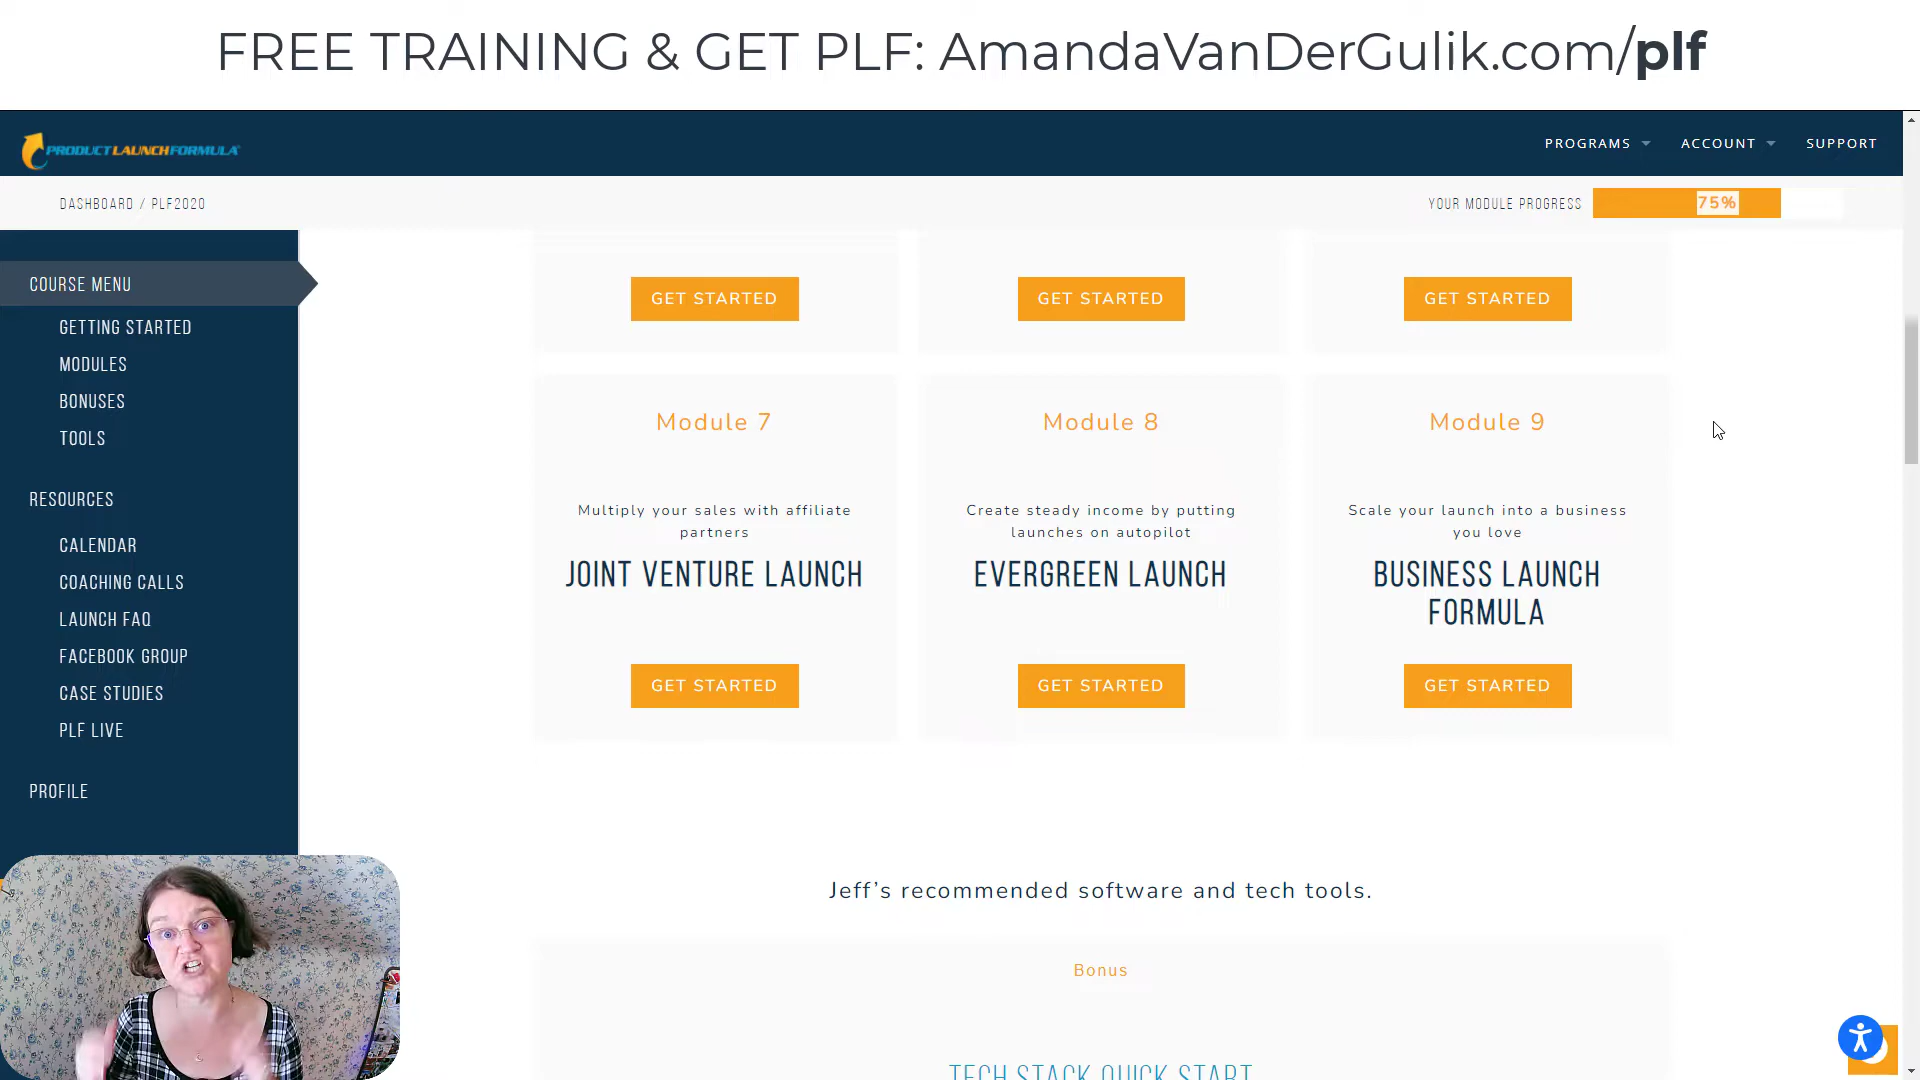 FREE TRAINING & GET PLF: AmandaVanDerGulik.com/plf
PRODUCT LAUNCH FORMULA
PROGRAMS
ACCOUNT
SUPPORT
DASHBOARD / PLF2020
YOUR MODULE PROGRESS
75%
COURSE MENU
GETTING STARTED
MODULES
BONUSES
TOOLS
RESOURCES
CALENDAR
COACHING CALLS
LAUNCH FAQ
FACEBOOK GROUP
CASE STUDIES
PLF LIVE
PROFILE
GET STARTED
GET STARTED
GET STARTED
Module 7
Multiply your sales with affiliate
partners
JOINT VENTURE LAUNCH
GET STARTED
Module 8
Create steady income by putting
launches on autopilot
EVERGREEN LAUNCH
GET STARTED
Module 9
Scale your launch into a business
you love
BUSINESS LAUNCH
FORMULA
GET STARTED
Jeff's recommended software and tech tools.
Bonus
TECH STACK QUICK START